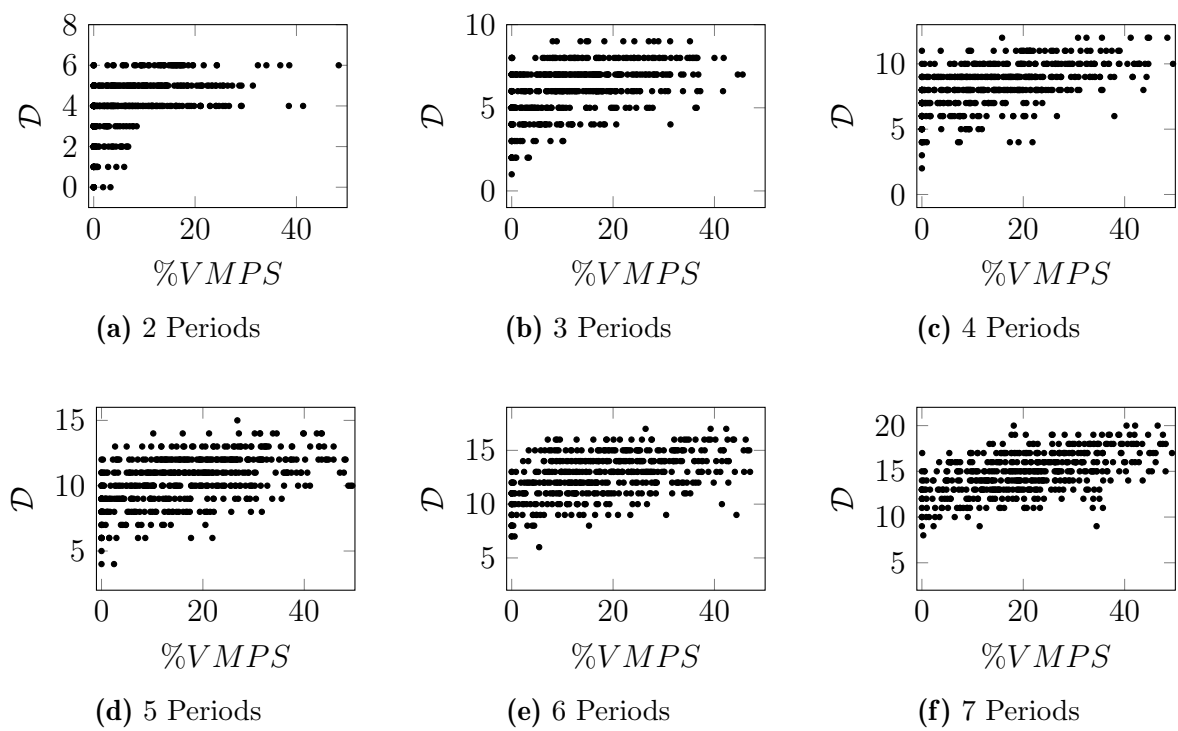 8
6
4
2
0
𝒟
0 20 40
%VMPS
(a) 2 Periods
10
5
0
𝒟
0 20 40
%VMPS
(b) 3 Periods
10
5
0
𝒟
0 20 40
%VMPS
(c) 4 Periods
15
10
5
𝒟
0 20 40
%VMPS
(d) 5 Periods
15
10
5
𝒟
0 20 40
%VMPS
(e) 6 Periods
20
15
10
5
𝒟
0 20 40
%VMPS
(f) 7 Periods